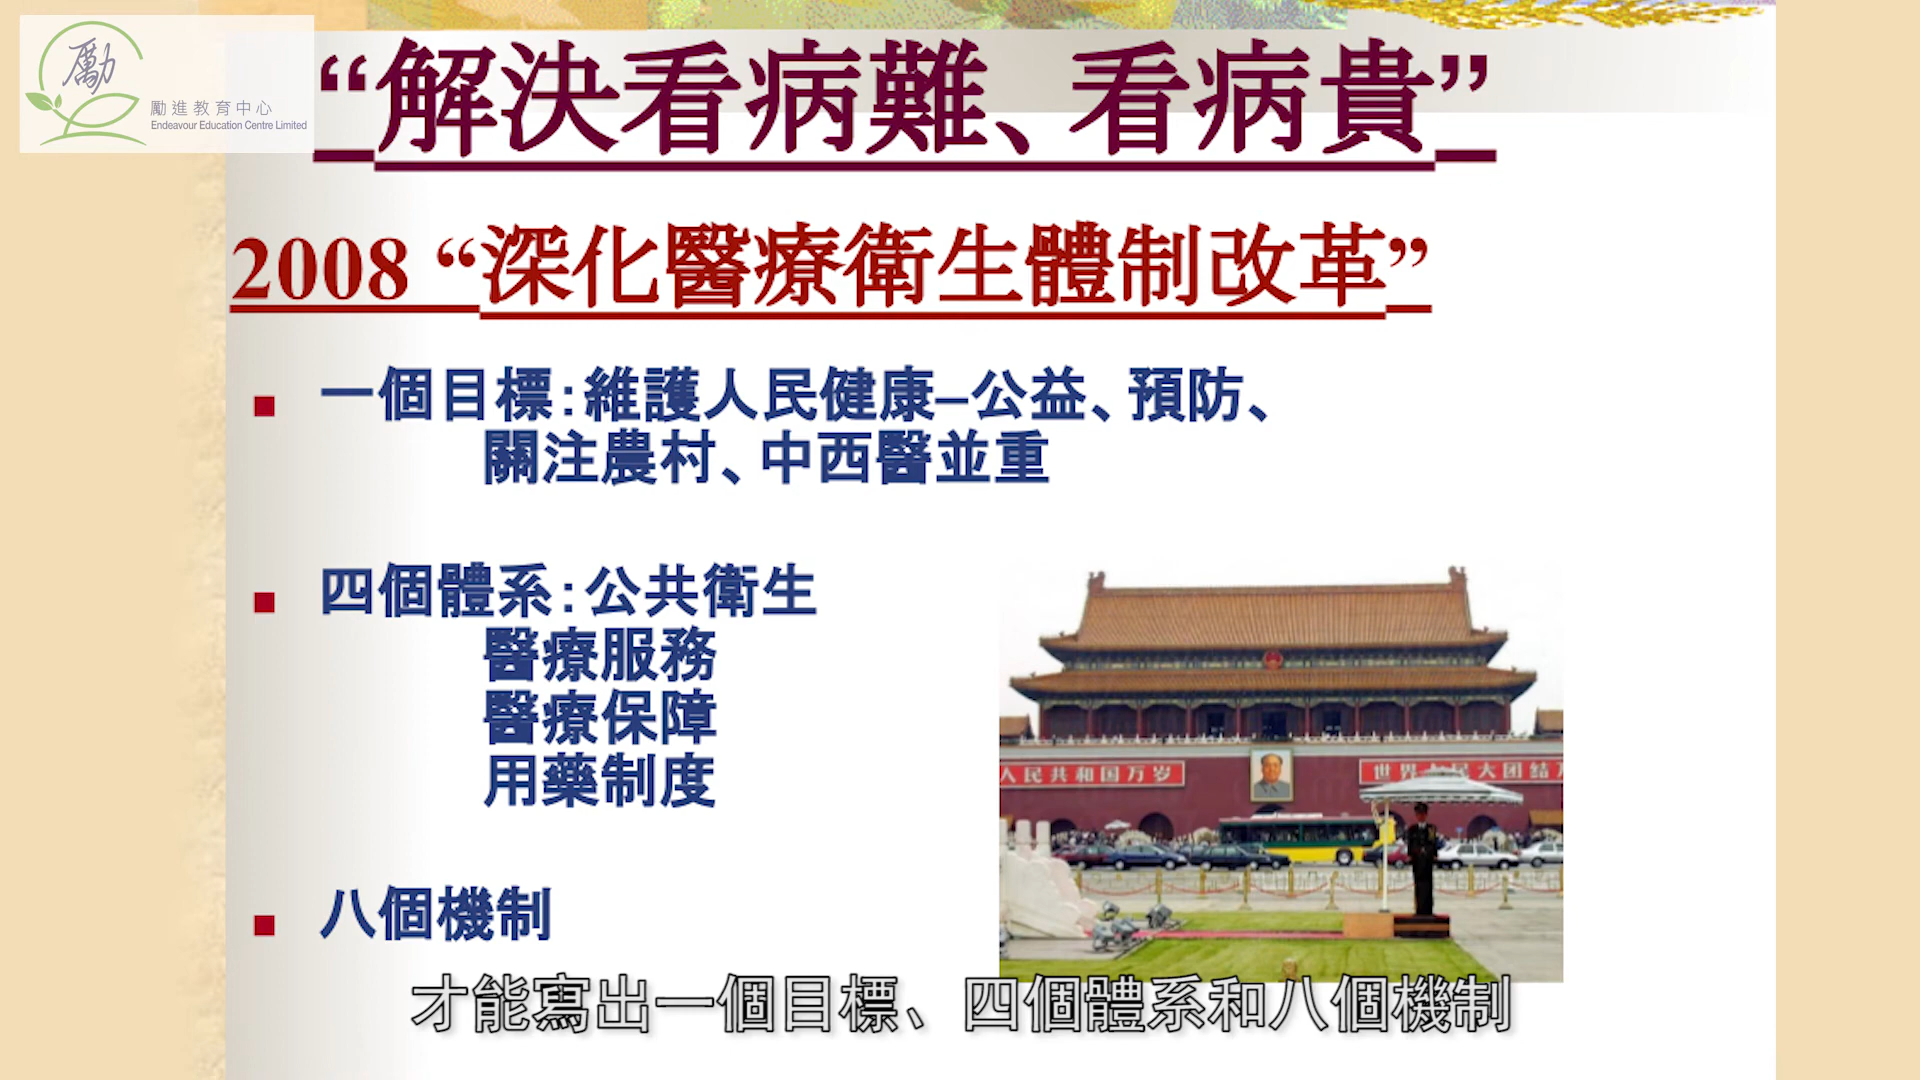 勵
勵進教育中心
Endeavour Education Centre Limited
“解決看病難、看病貴”
2008 “深化醫療衛生體制改革”
一個目標：維護人民健康–公益、預防、
關注農村、中西醫並重
四個體系：公共衛生
醫療服務
醫療保障
用藥制度
八個機制
人民共和国万岁
世界人民大团结万
才能寫出一個目標、四個體系和八個機制